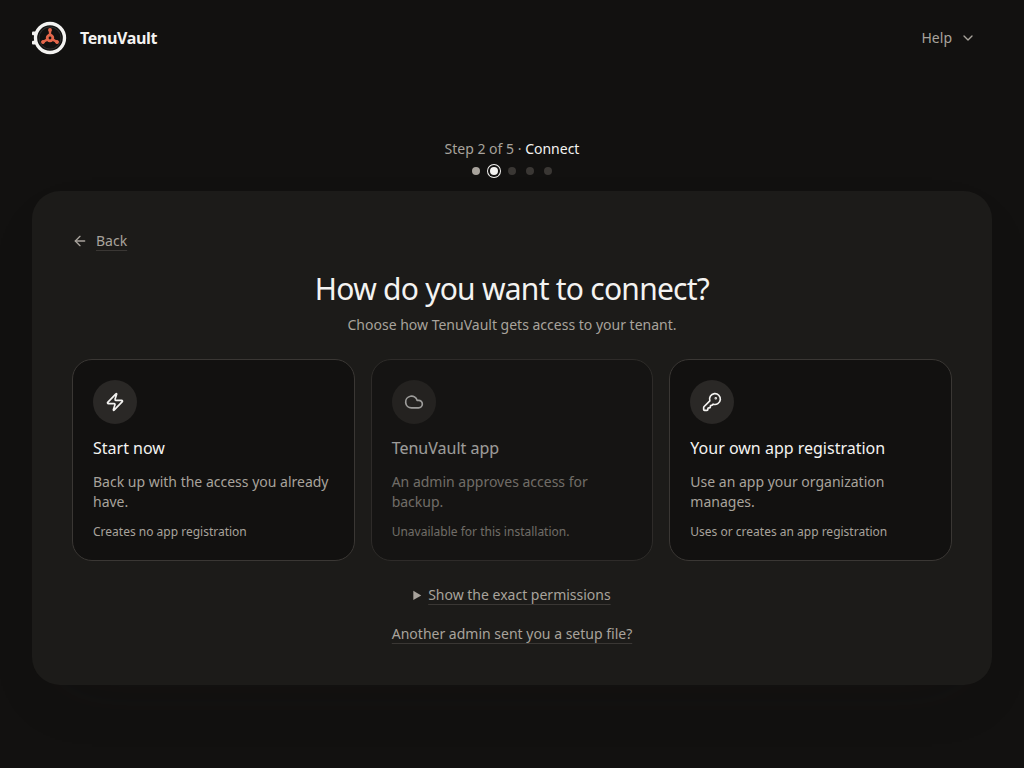 TenuVault
Help
Step 2 of 5 · Connect
Back
How do you want to connect?
Choose how TenuVault gets access to your tenant.
Start now
Back up with the access you already
have.
Creates no app registration
TenuVault app
An admin approves access for
backup.
Unavailable for this installation.
Your own app registration
Use an app your organization
manages.
Uses or creates an app registration
Show the exact permissions
Another admin sent you a setup file?